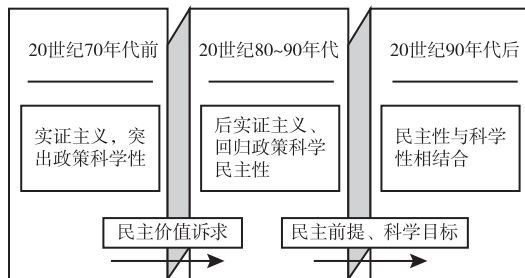 20世纪70年代前
实证主义，突
出政策科学性
20世纪80~90年代
后实证主义、
回归政策科学
民主性
20世纪90年代后
民主性与科学
性相结合
民主价值诉求
民主前提、科学目标